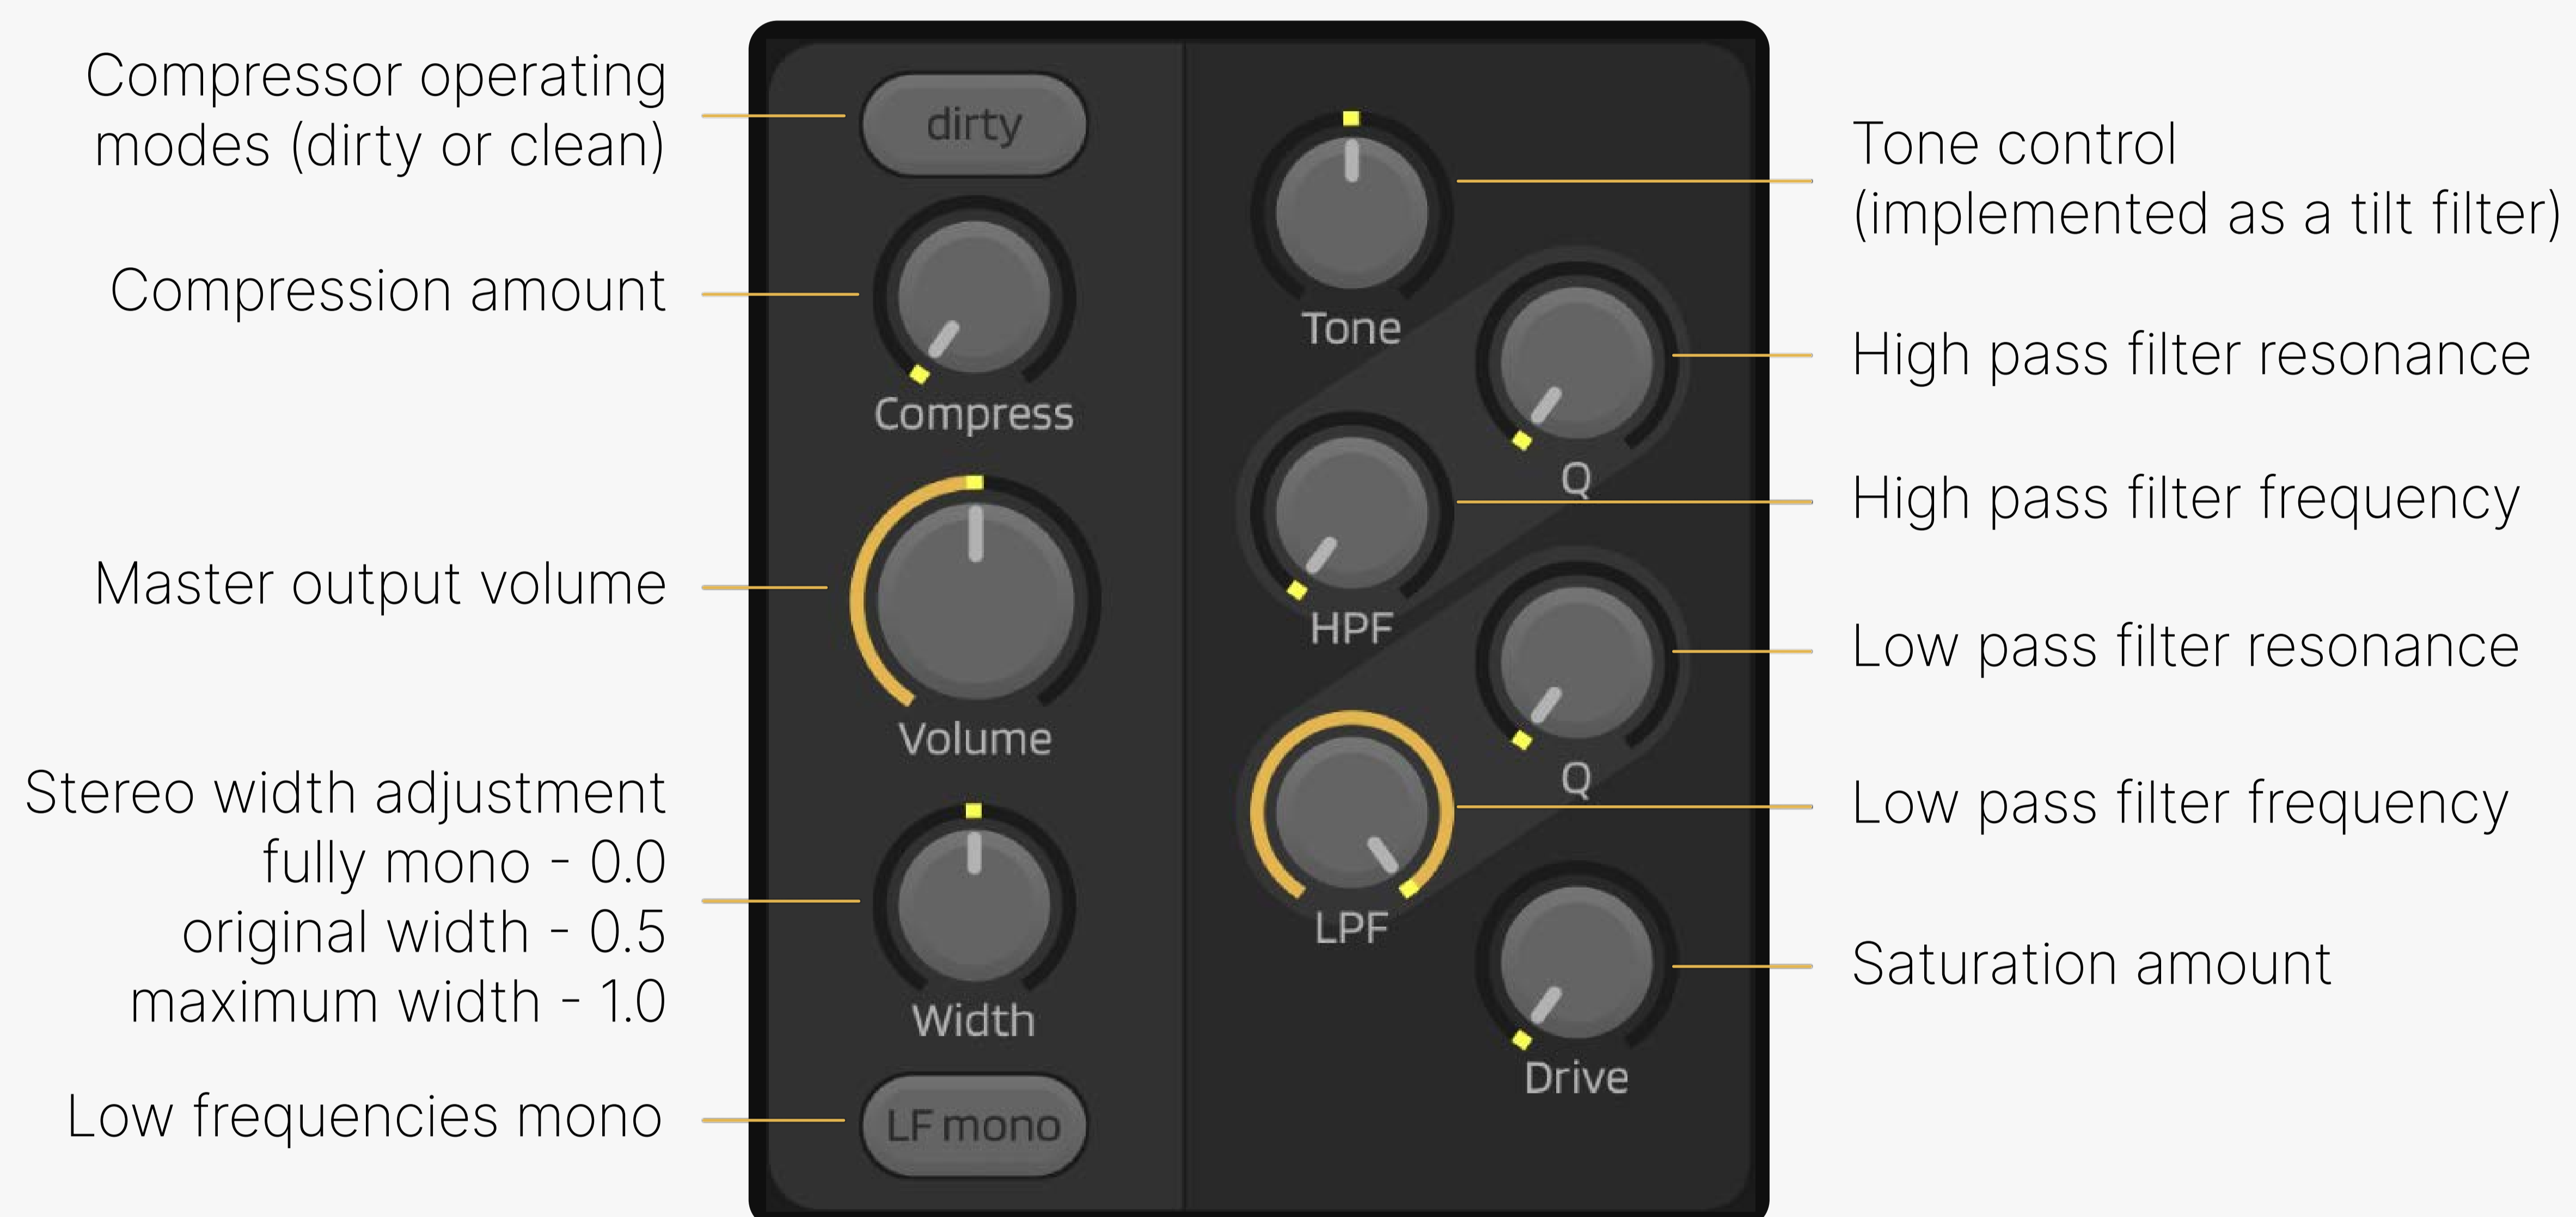 Compressor operating
modes (dirty or clean)
Compression amount
Master output volume
Stereo width adjustment
fully mono - 0.0
original width - 0.5
maximum width - 1.0
Low frequencies mono
dirty
Compress
Volume
Width
LF mono
Tone
Q
HPF
Q
LPF
Drive
Tone control
(implemented as a tilt filter)
High pass filter resonance
High pass filter frequency
Low pass filter resonance
Low pass filter frequency
Saturation amount